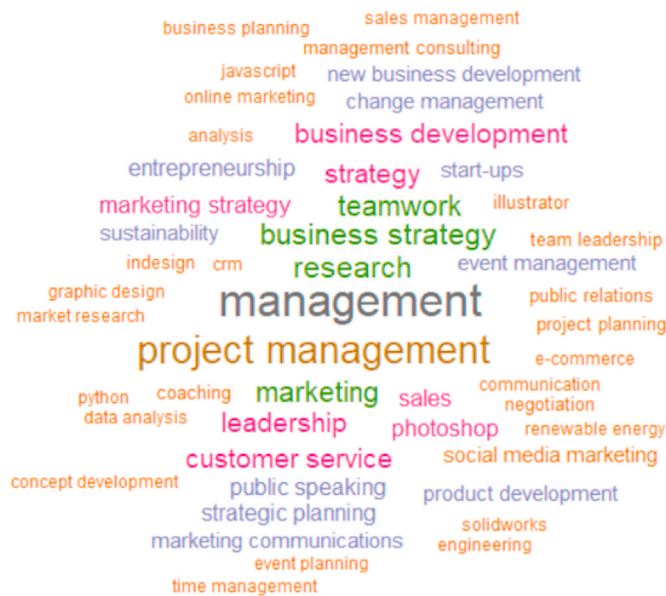 sales management
business planning
management consulting
javascript
new business development
online marketing
change management
analysis
business development
entrepreneurship
strategy
start-ups
marketing strategy
teamwork
illustrator
sustainability
business strategy
team leadership
indesign
crm
research
event management
graphic design
management
public relations
market research
project planning
project management
e-commerce
python
coaching
marketing
sales
communication
negotiation
data analysis
leadership
photoshop
renewable energy
customer service
social media marketing
concept development
public speaking
product development
strategic planning
solidworks
marketing communications
engineering
event planning
time management